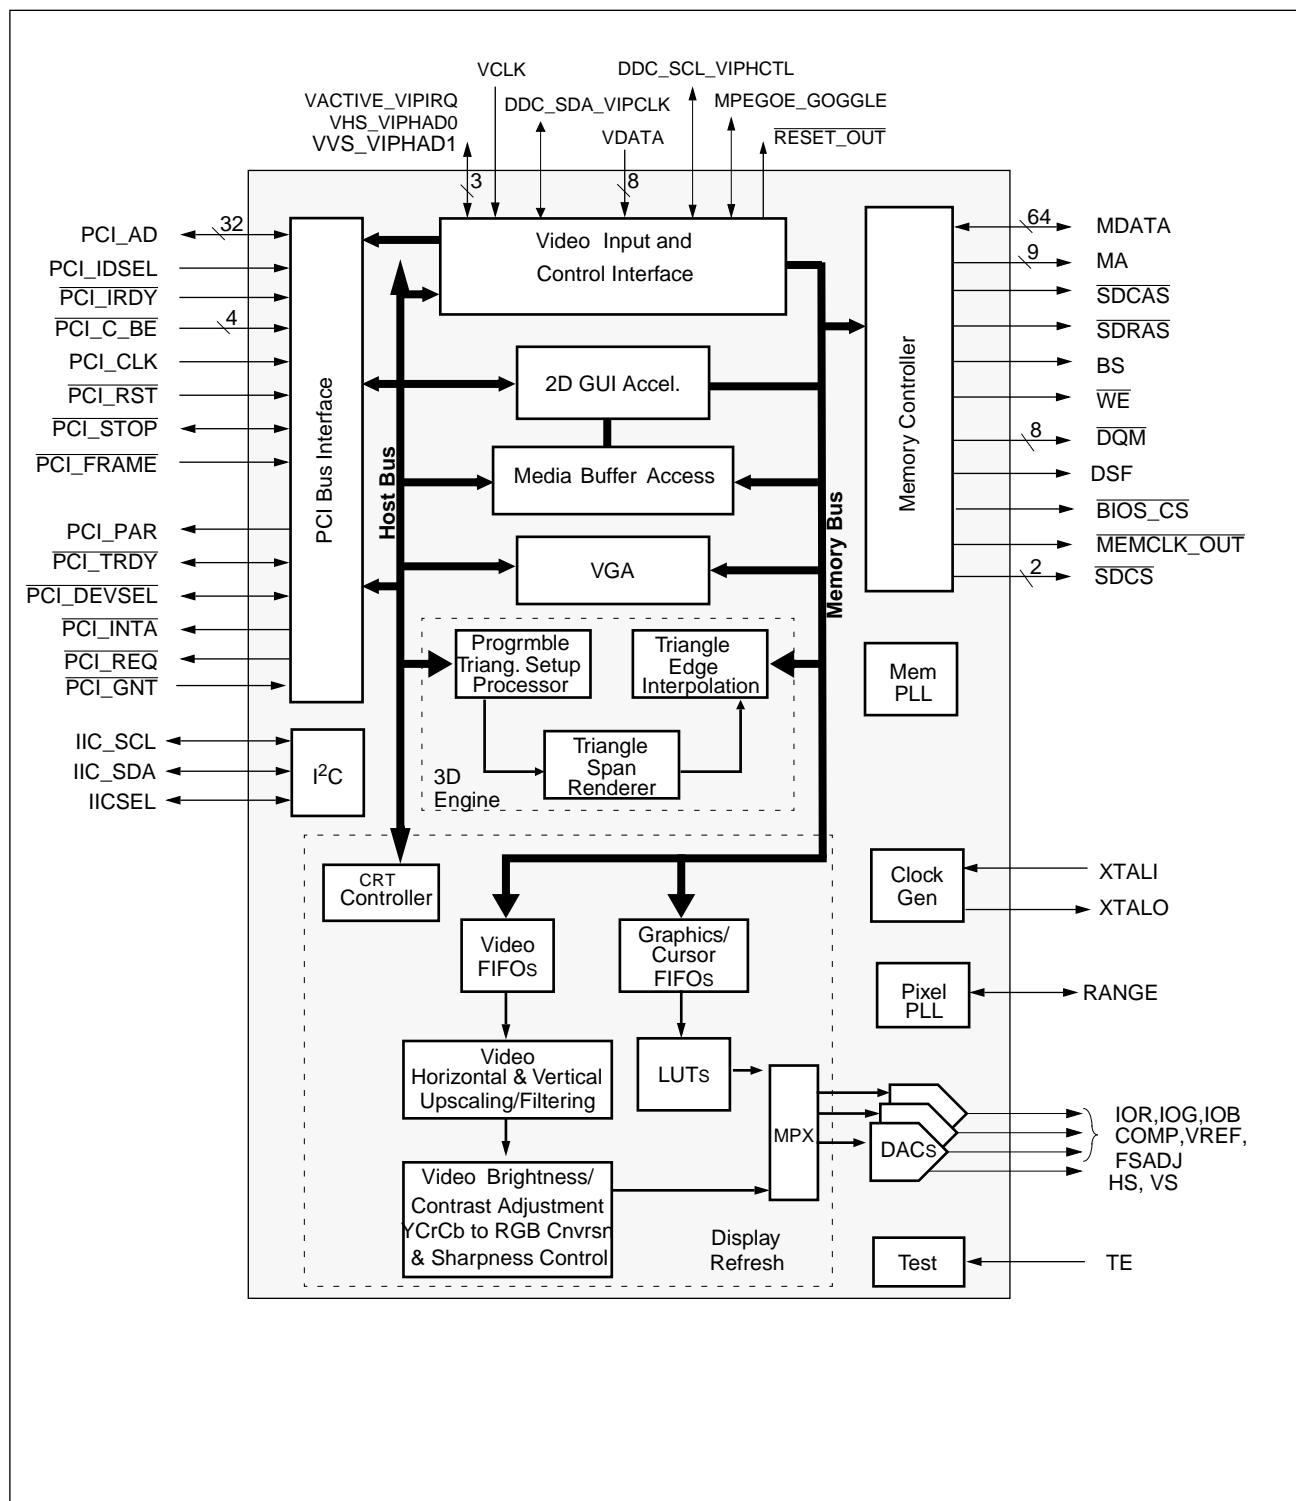 VCLK
DDC_SCL_VIPHCTL
VACTIVE_VIPIRQ
DDC_SDA_VIPCLK
MPEGOE_GOGGLE
VHS_VIPHAD0
VVS_VIPHAD1
VDATA
RESET_OUT
3
8
32
PCI_AD
PCI_IDSEL
PCI_IRDY
PCI_C_BE
4
PCI_CLK
PCI_RST
PCI_STOP
PCI_FRAME
PCI_PAR
PCI_TRDY
PCI_DEVSEL
PCI_INTA
PCI_REQ
PCI_GNT
IIC_SCL
IIC_SDA
IICSEL
PCI Bus Interface
I²C
Host Bus
Video Input and
Control Interface
2D GUI Accel.
Media Buffer Access
VGA
Progrmble
Triang. Setup
Processor
Triangle
Edge
Interpolation
Triangle
Span
Renderer
3D
Engine
Memory Bus
Memory Controller
64
MDATA
9
MA
SDCAS
SDRAS
BS
WE
8
DQM
DSF
BIOS_CS
MEMCLK_OUT
2
SDCS
Mem
PLL
CRT
Controller
Video
FIFOs
Graphics/
Cursor
FIFOs
Clock
Gen
XTALI
XTALO
Pixel
PLL
RANGE
Video
Horizontal & Vertical
Upscaling/Filtering
LUTs
MPX
DACs
IOR,IOG,IOB
COMP,VREF,
FSADJ
HS, VS
Video Brightness/
Contrast Adjustment
YCrCb to RGB Cnvrsn
& Sharpness Control
Display
Refresh
Test
TE